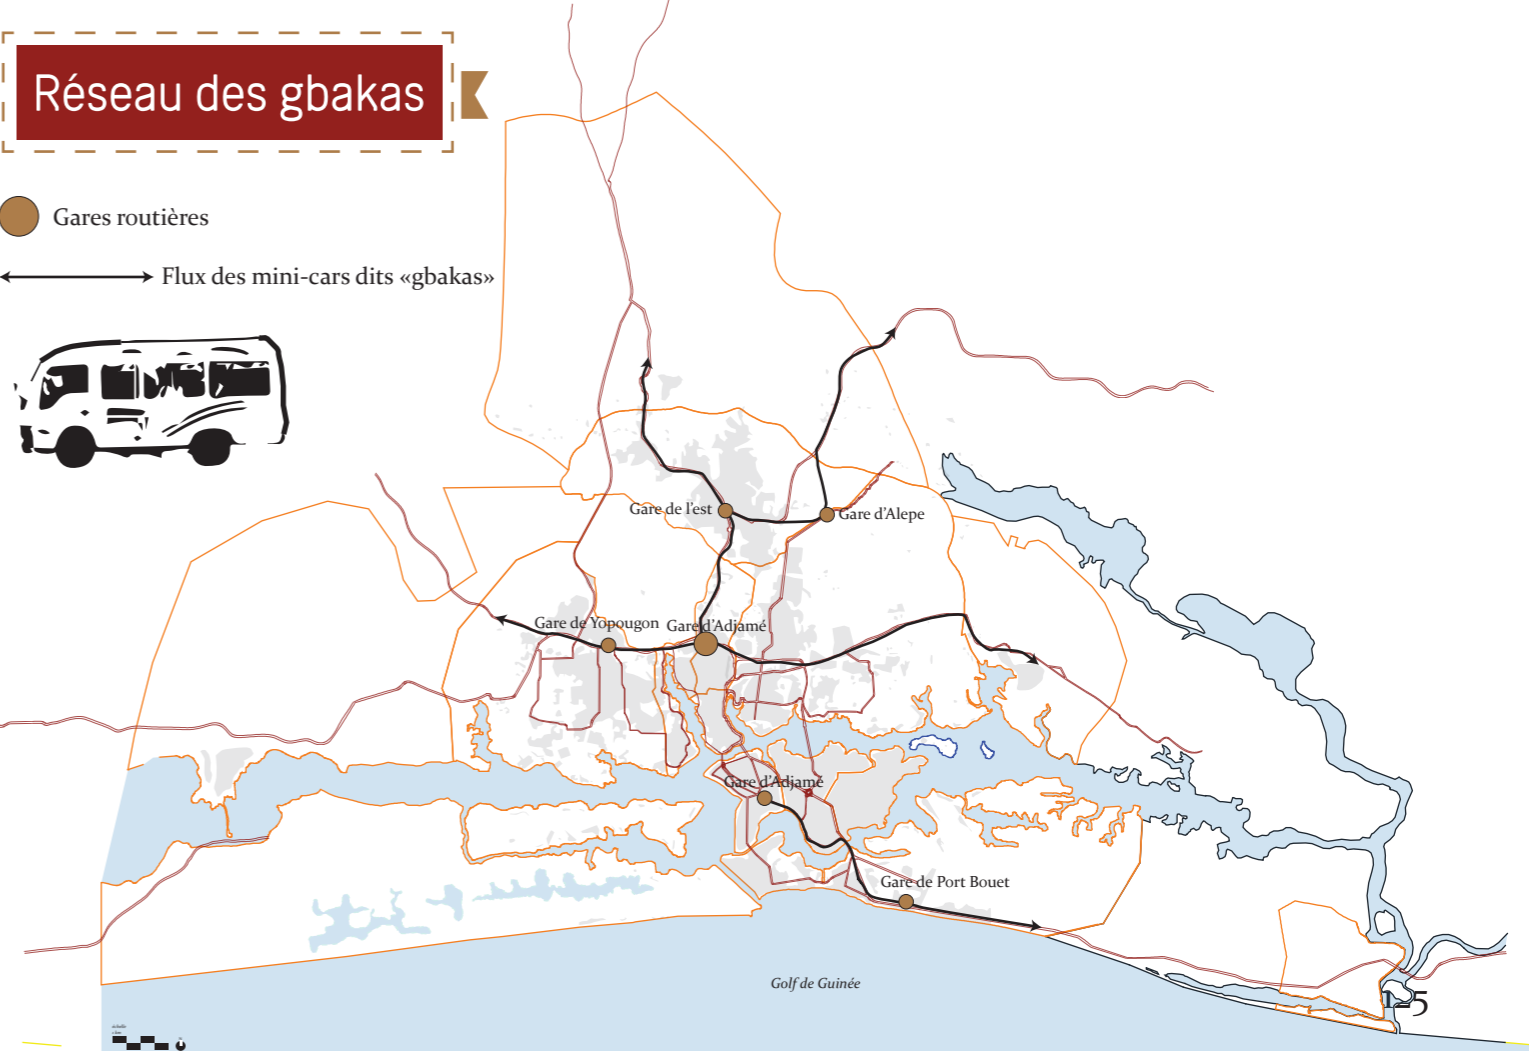 Réseau des gbakas
Gares routières
Flux des mini-cars dits «gbakas»
Gare de l'est
Gare d'Alepe
Gare de Yopougon
Gare d'Adjamé
Gare d'Adjamé
Gare de Port Bouet
Golf de Guinée
125